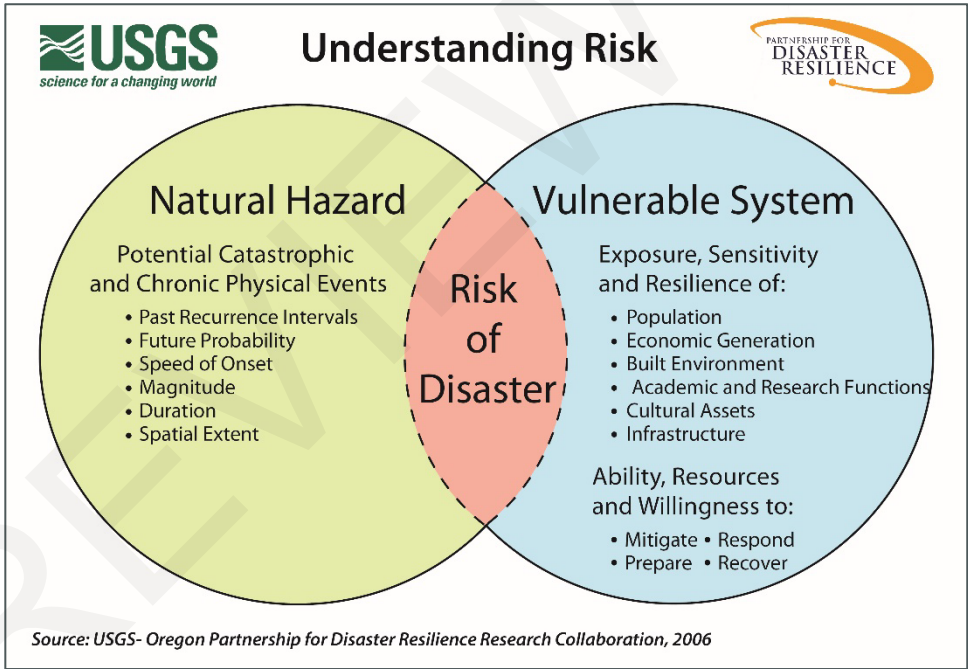 USGS
science for a changing world
Understanding Risk
PARTNERSHIP FOR
DISASTER
RESILIENCE
Natural Hazard
Potential Catastrophic
and Chronic Physical Events
• Past Recurrence Intervals
• Future Probability
• Speed of Onset
• Magnitude
• Duration
• Spatial Extent
Risk
of
Disaster
Vulnerable System
Exposure, Sensitivity
and Resilience of:
• Population
• Economic Generation
• Built Environment
• Academic and Research Functions
• Cultural Assets
• Infrastructure
Ability, Resources
and Willingness to:
• Mitigate • Respond
• Prepare • Recover
Source: USGS- Oregon Partnership for Disaster Resilience Research Collaboration, 2006
REVIEW